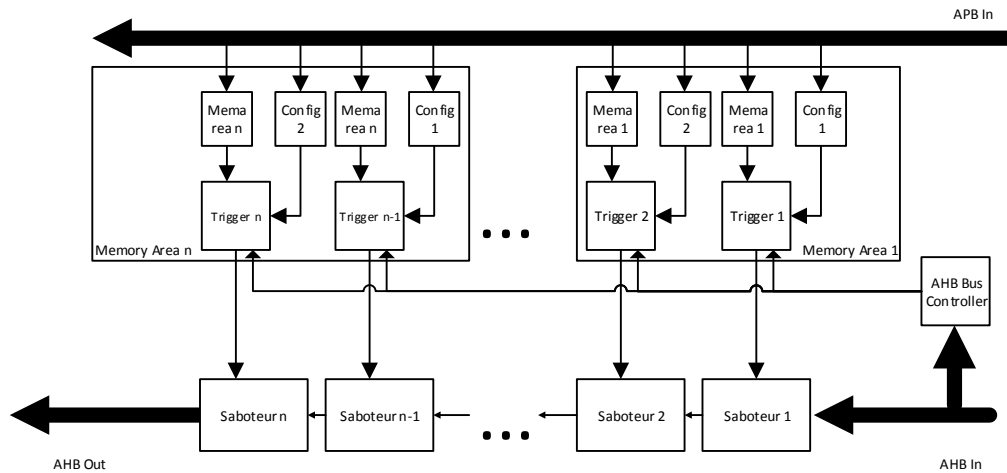 APB In
Mema
rea n
Config
2
Mema
rea n
Config
1
Mema
rea 1
Config
2
Mema
rea 1
Config
1
Trigger n
Trigger n-1
Trigger 2
Trigger 1
Memory Area n
Memory Area 1
AHB Bus
Controller
Saboteur n
Saboteur n-1
Saboteur 2
Saboteur 1
AHB Out
AHB In